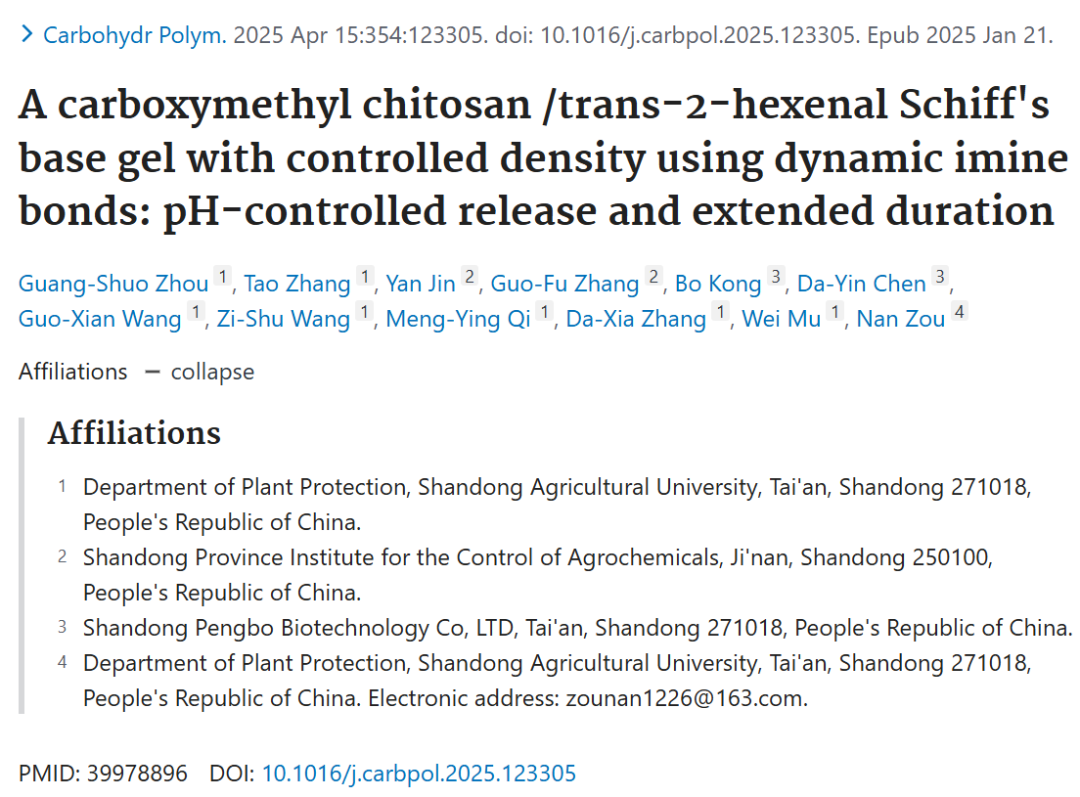 Carbohydr Polym. 2025 Apr 15:354:123305. doi: 10.1016/j.carbpol.2025.123305. Epub 2025 Jan 21.
A carboxymethyl chitosan /trans-2-hexenal Schiff's
base gel with controlled density using dynamic imine
bonds: pH-controlled release and extended duration
Guang-Shuo Zhou 1, Tao Zhang 1, Yan Jin 2, Guo-Fu Zhang 2, Bo Kong 3, Da-Yin Chen 3,
Guo-Xian Wang 1, Zi-Shu Wang 1, Meng-Ying Qi 1, Da-Xia Zhang 1, Wei Mu 1, Nan Zou 4
Affiliations — collapse
Affiliations
1 Department of Plant Protection, Shandong Agricultural University, Tai'an, Shandong 271018,
People's Republic of China.
2 Shandong Province Institute for the Control of Agrochemicals, Ji'nan, Shandong 250100,
People's Republic of China.
3 Shandong Pengbo Biotechnology Co, LTD, Tai'an, Shandong 271018, People's Republic of China.
4 Department of Plant Protection, Shandong Agricultural University, Tai'an, Shandong 271018,
People's Republic of China. Electronic address: zounan1226@163.com.
PMID: 39978896 DOI: 10.1016/j.carbpol.2025.123305